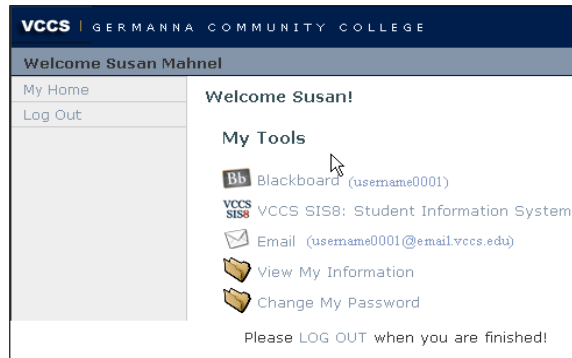 VCCS | GERMANNA COMMUNITY COLLEGE
Welcome Susan Mahnel
My Home
Log Out
Welcome Susan!
My Tools
Bb Blackboard (username0001)
VCCS SIS8 VCCS SIS8: Student Information System
Email (username0001@email.vccs.edu)
View My Information
Change My Password
Please LOG OUT when you are finished!